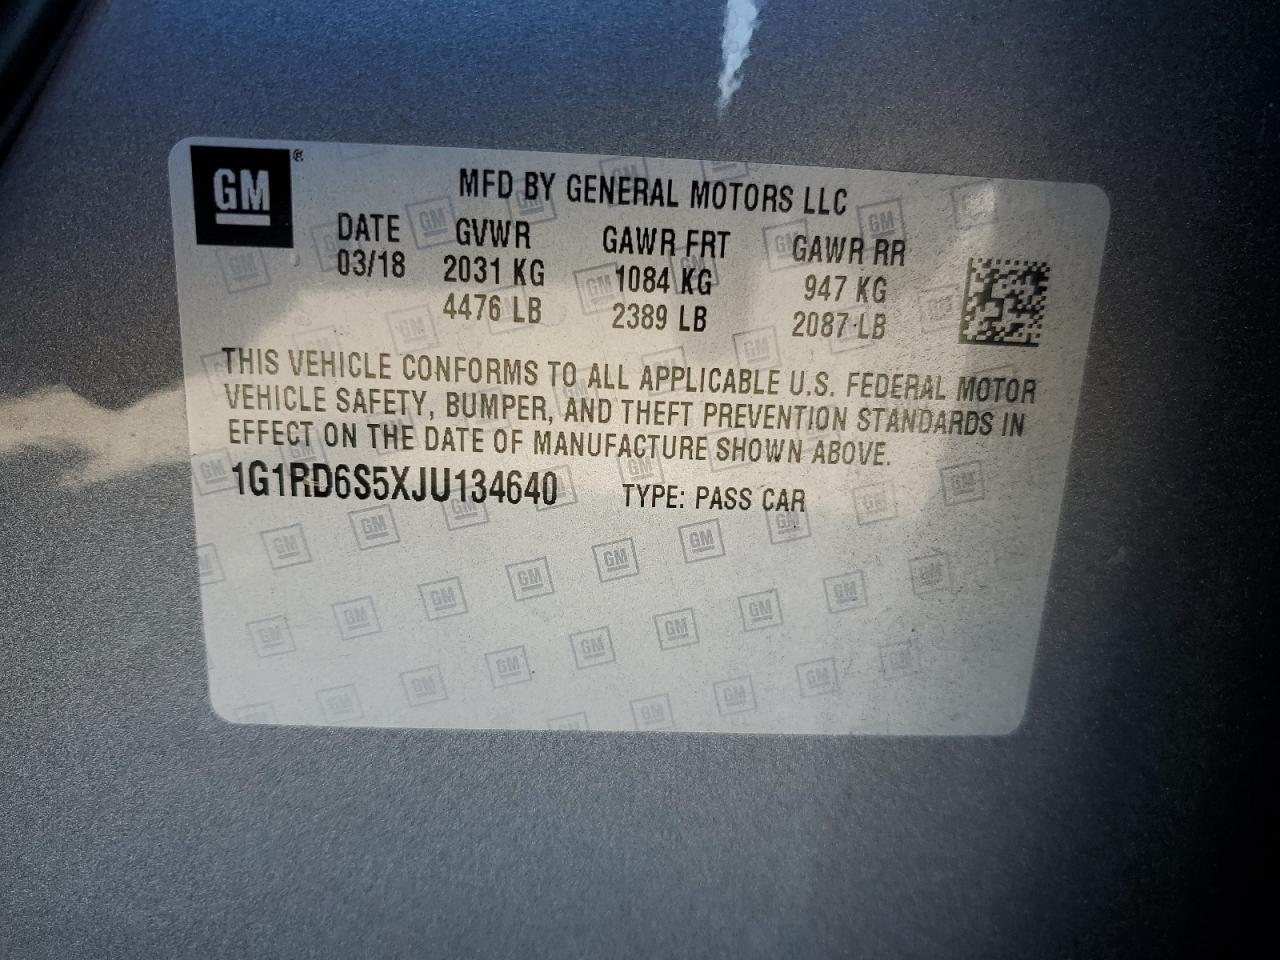 GM®
MFD BY GENERAL MOTORS LLC
DATE GVWR GAWR FRT GAWR RR
03/18 2031 KG 1084 KG 947 KG
4476 LB 2389 LB 2087 LB
THIS VEHICLE CONFORMS TO ALL APPLICABLE U.S. FEDERAL MOTOR
VEHICLE SAFETY, BUMPER, AND THEFT PREVENTION STANDARDS IN
EFFECT ON THE DATE OF MANUFACTURE SHOWN ABOVE.
1G1RD6S5XJU134640 TYPE: PASS CAR